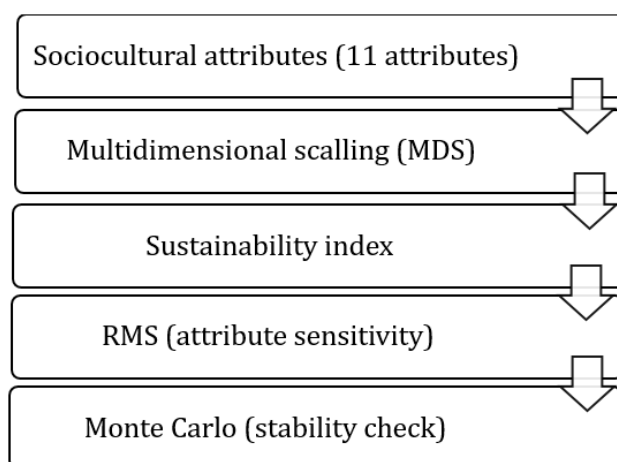 Sociocultural attributes (11 attributes)
Multidimensional scalling (MDS)
Sustainability index
RMS (attribute sensitivity)
Monte Carlo (stability check)